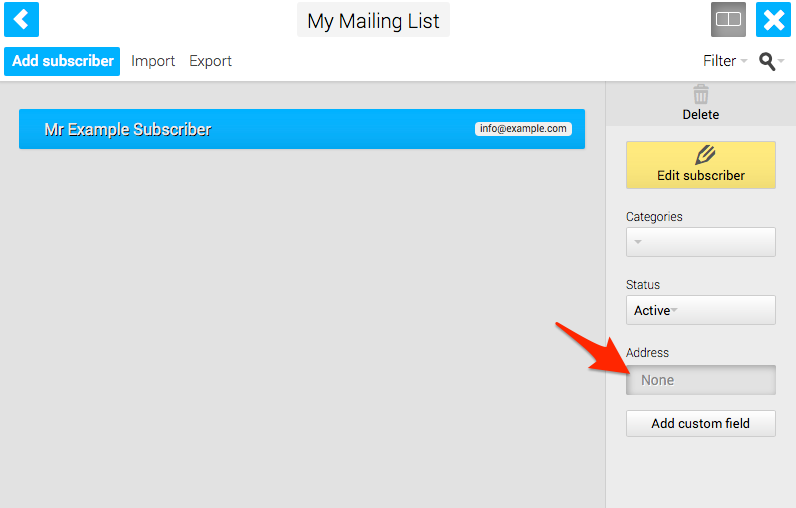 My Mailing List
Add subscriber Import Export Filter
Delete
Mr Example Subscriber info@example.com
Edit subscriber
Categories
Status
Active
Address
None
Add custom field